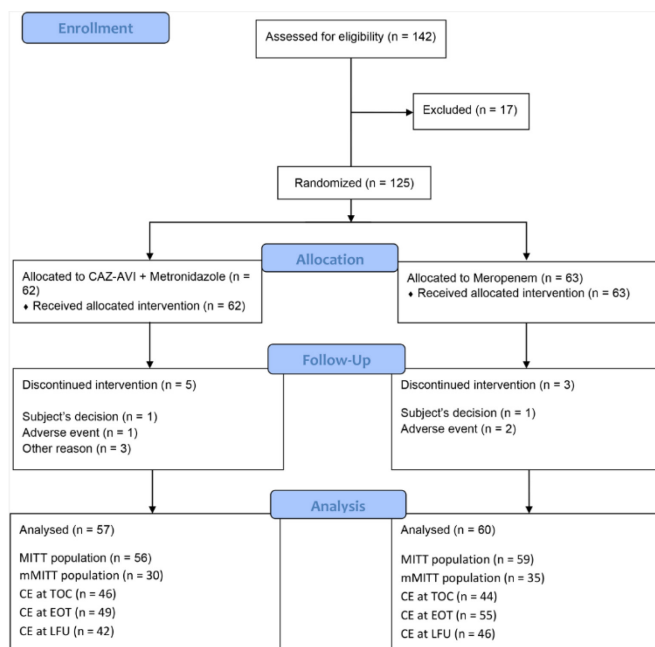 Enrollment
Assessed for eligibility (n = 142)
Excluded (n = 17)
Randomized (n = 125)
Allocation
Allocated to CAZ-AVI + Metronidazole (n =
62)
♦ Received allocated intervention (n = 62)
Allocated to Meropenem (n = 63)
♦ Received allocated intervention (n = 63)
Follow-Up
Discontinued intervention (n = 5)
Subject's decision (n = 1)
Adverse event (n = 1)
Other reason (n = 3)
Discontinued intervention (n = 3)
Subject's decision (n = 1)
Adverse event (n = 2)
Analysis
Analysed (n = 57)
MITT population (n = 56)
mMITT population (n = 30)
CE at TOC (n = 46)
CE at EOT (n = 49)
CE at LFU (n = 42)
Analysed (n = 60)
MITT population (n = 59)
mMITT population (n = 35)
CE at TOC (n = 44)
CE at EOT (n = 55)
CE at LFU (n = 46)